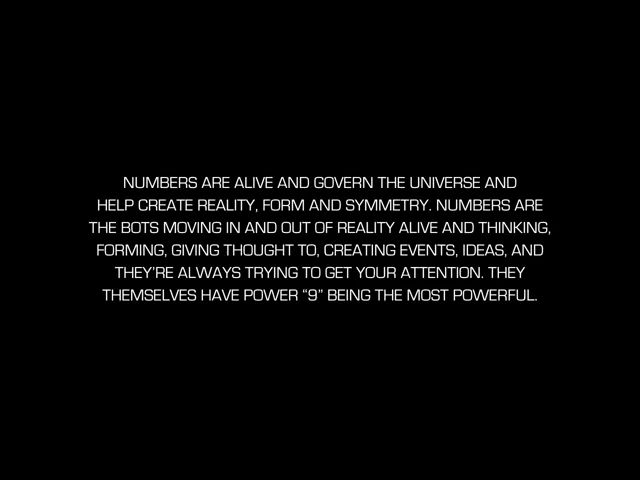 NUMBERS ARE ALIVE AND GOVERN THE UNIVERSE AND
HELP CREATE REALITY, FORM AND SYMMETRY. NUMBERS ARE
THE BOTS MOVING IN AND OUT OF REALITY ALIVE AND THINKING,
FORMING, GIVING THOUGHT TO, CREATING EVENTS, IDEAS, AND
THEY'RE ALWAYS TRYING TO GET YOUR ATTENTION. THEY
THEMSELVES HAVE POWER “9” BEING THE MOST POWERFUL.